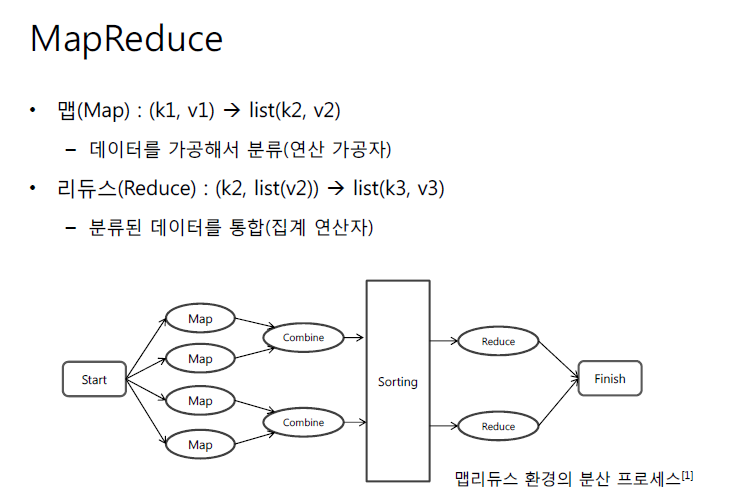 MapReduce
• 맵(Map) : (k1, v1) → list(k2, v2)
– 데이터를 가공해서 분류(연산 가공자)
• 리듀스(Reduce) : (k2, list(v2)) → list(k3, v3)
– 분류된 데이터를 통합(집계 연산자)
Start
Map
Map
Map
Map
Combine
Combine
Sorting
Reduce
Reduce
Finish
맵리듀스 환경의 분산 프로세스[1]